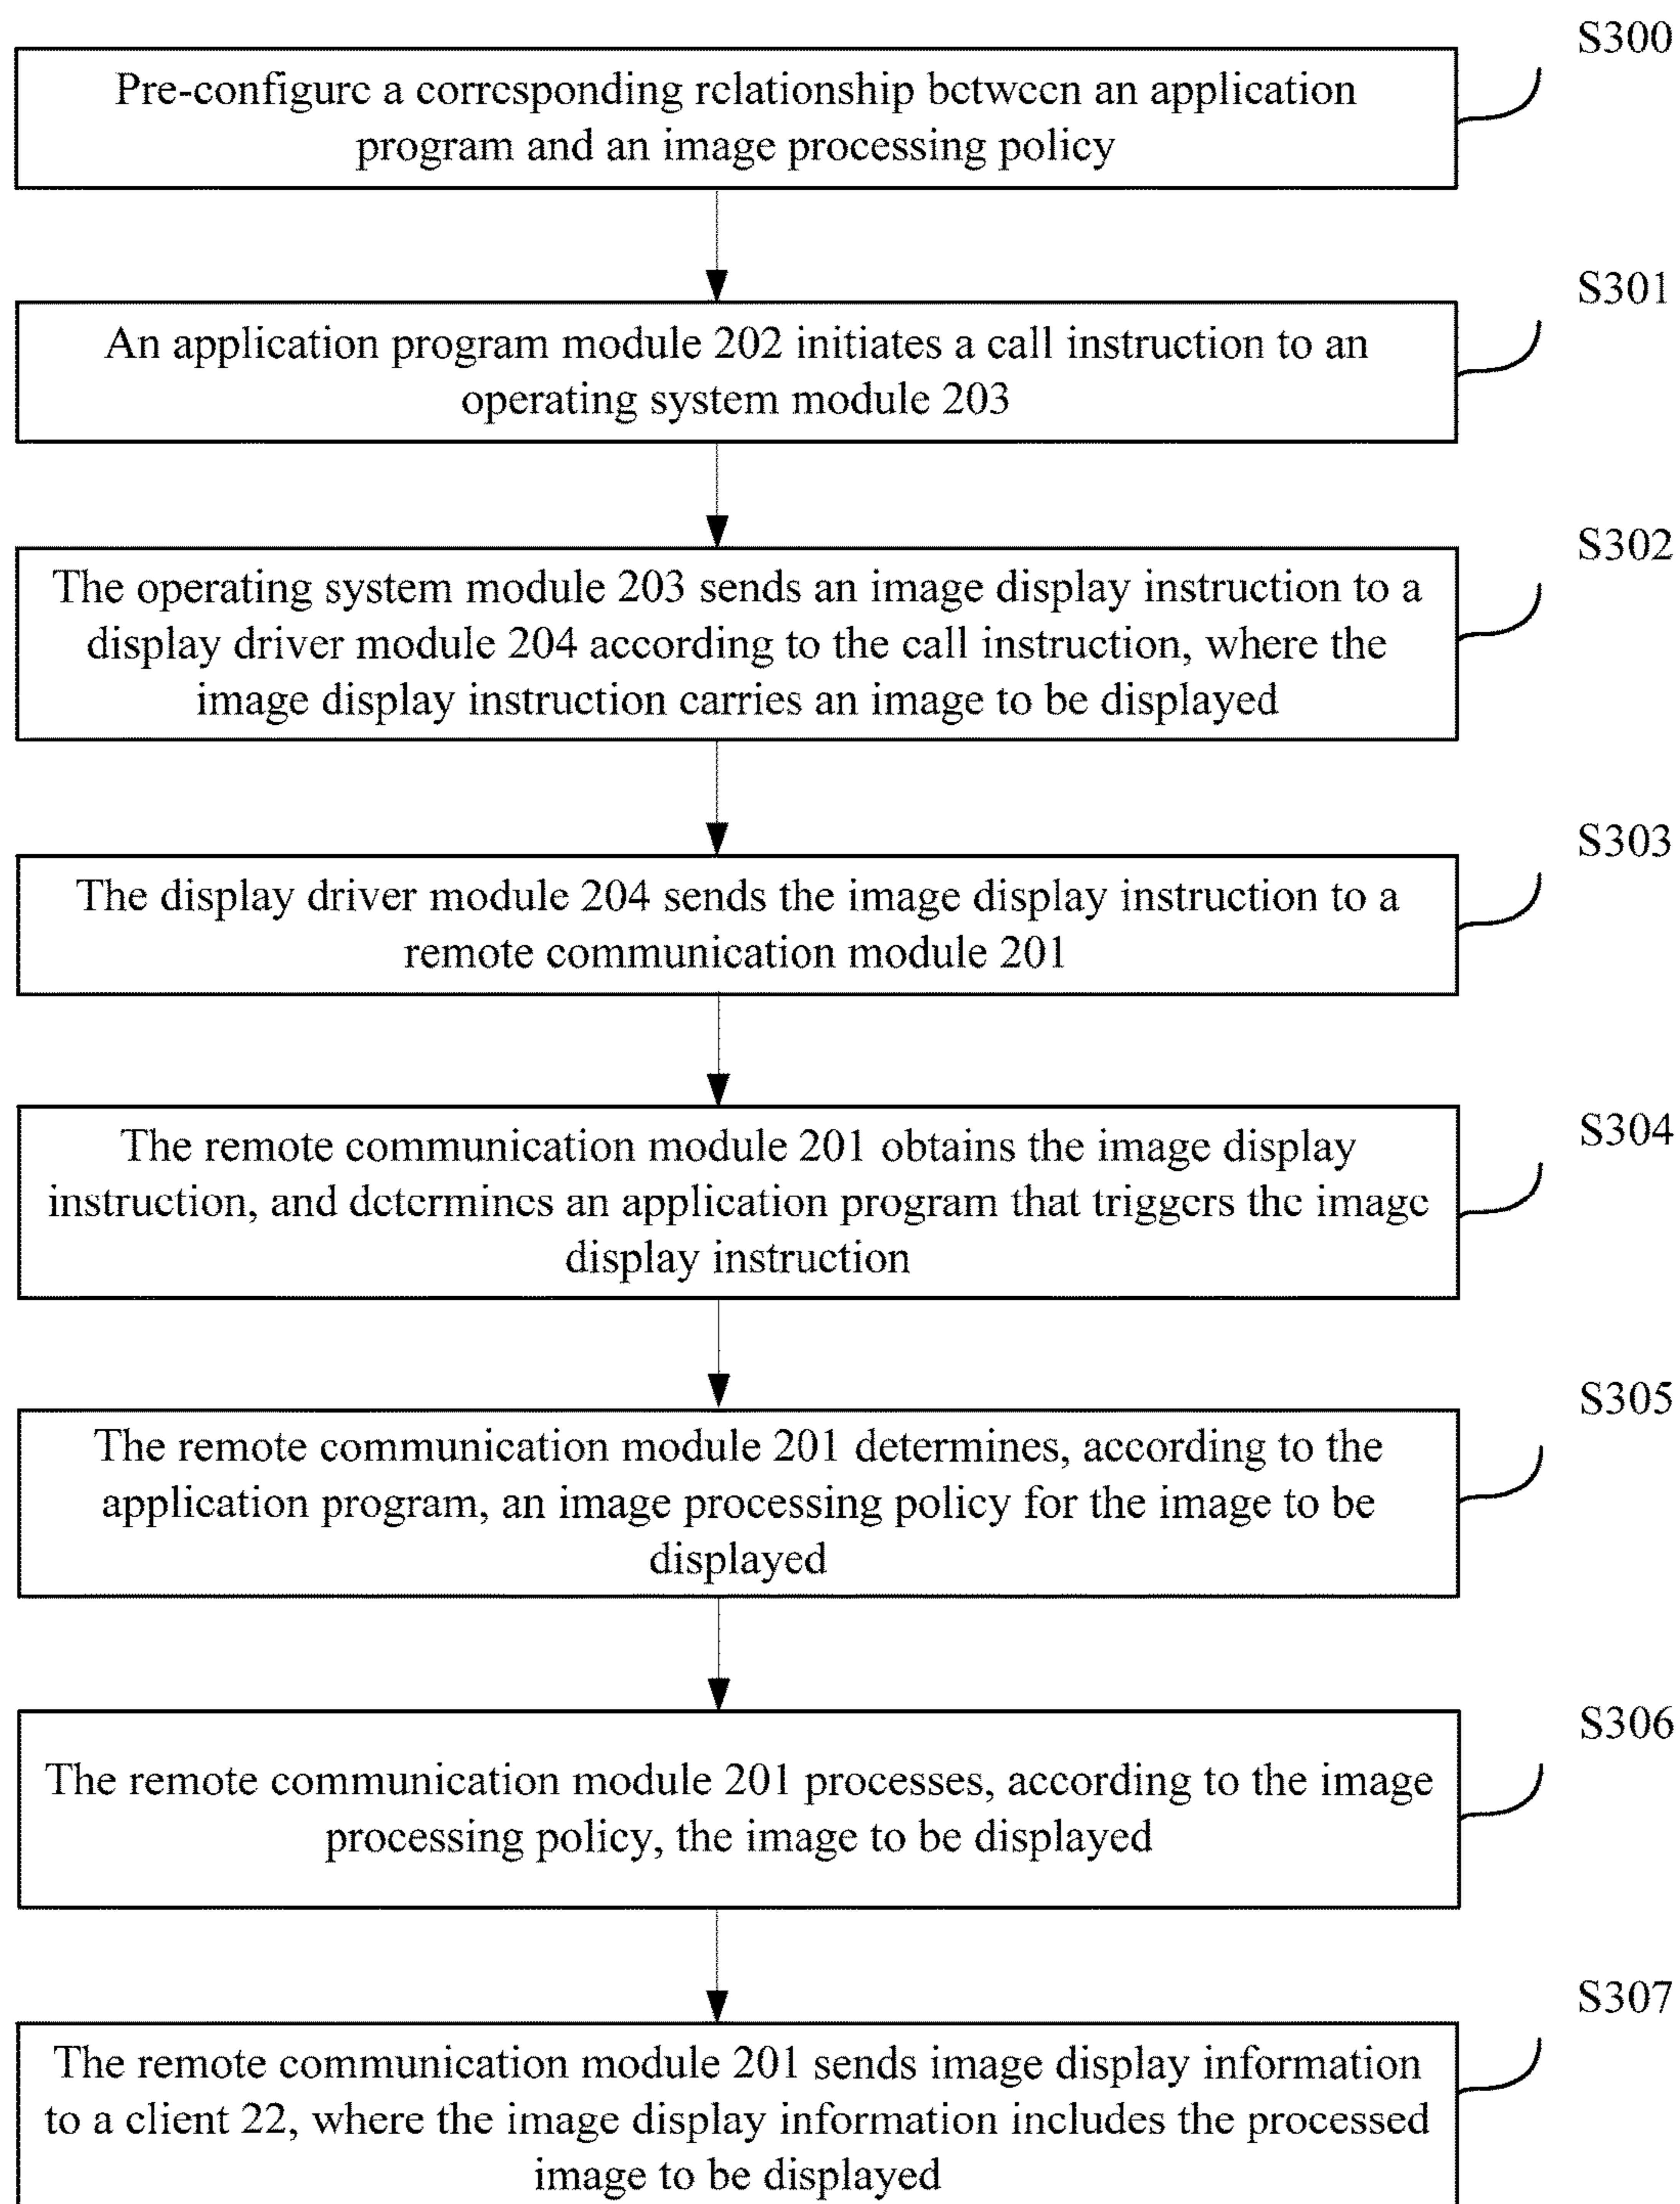 S300
Pre-configure a corresponding relationship between an application
program and an image processing policy
S301
An application program module 202 initiates a call instruction to an
operating system module 203
S302
The operating system module 203 sends an image display instruction to a
display driver module 204 according to the call instruction, where the
image display instruction carries an image to be displayed
S303
The display driver module 204 sends the image display instruction to a
remote communication module 201
S304
The remote communication module 201 obtains the image display
instruction, and determines an application program that triggers the image
display instruction
S305
The remote communication module 201 determines, according to the
application program, an image processing policy for the image to be
displayed
S306
The remote communication module 201 processes, according to the image
processing policy, the image to be displayed
S307
The remote communication module 201 sends image display information
to a client 22, where the image display information includes the processed
image to be displayed